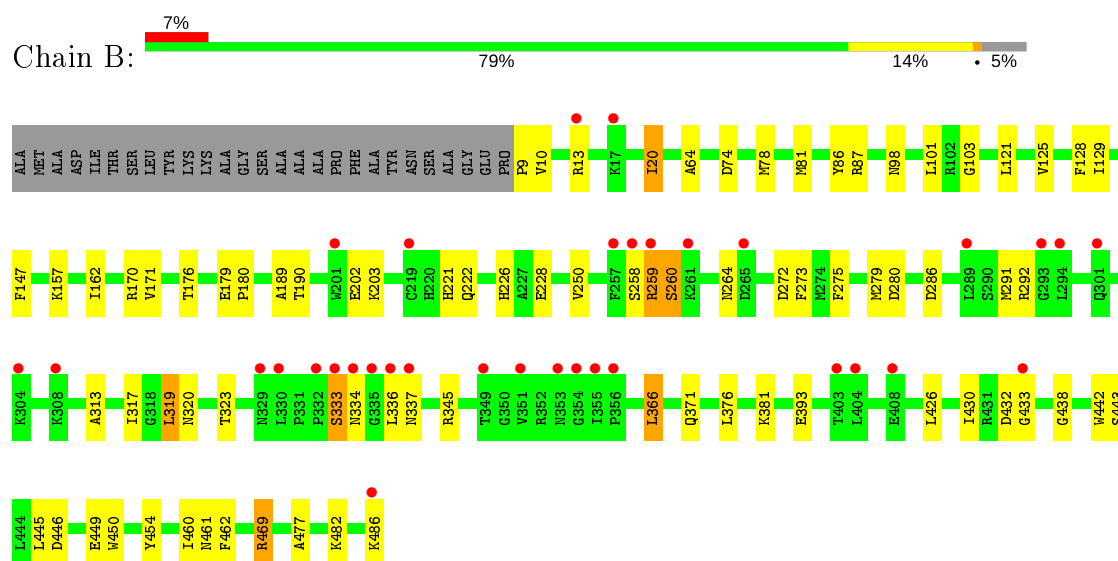 7%
Chain B:
79% 14% • 5%
ALA MET ALA ASP ILE THR SER LEU TYR LYS LYS ALA GLY SER ALA ALA ALA PRO PHE ALA TYR ASN SER ALA GLY GLU PRO P9 V10 R13 K17 I20 A64 D74 M78 M81 Y86 R87 N98 L101 R102 G103 L121 V125 F128 I129
F147 K157 I162 R170 V171 T176 E179 P180 A189 T190 W201 E202 K203 C219 H220 H221 Q222 H226 A227 E228 V250 F257 S258 R259 S260 K261 N264 D265 D272 F273 M274 F275 M279 D280 D286 L289 S290 M291 R292 G293 L294 Q301
K304 K308 A313 I317 G318 L319 N320 T323 N329 L330 P331 P332 S333 N334 G335 L336 N337 R345 T349 G350 V351 R352 N353 G354 I355 P356 L366 Q371 L376 K381 E393 T403 L404 E408 L426 I430 R431 D432 G433 G438 W442 S443
L444 L445 D446 E449 W450 Y454 I460 N461 F462 R469 A477 K482 K486